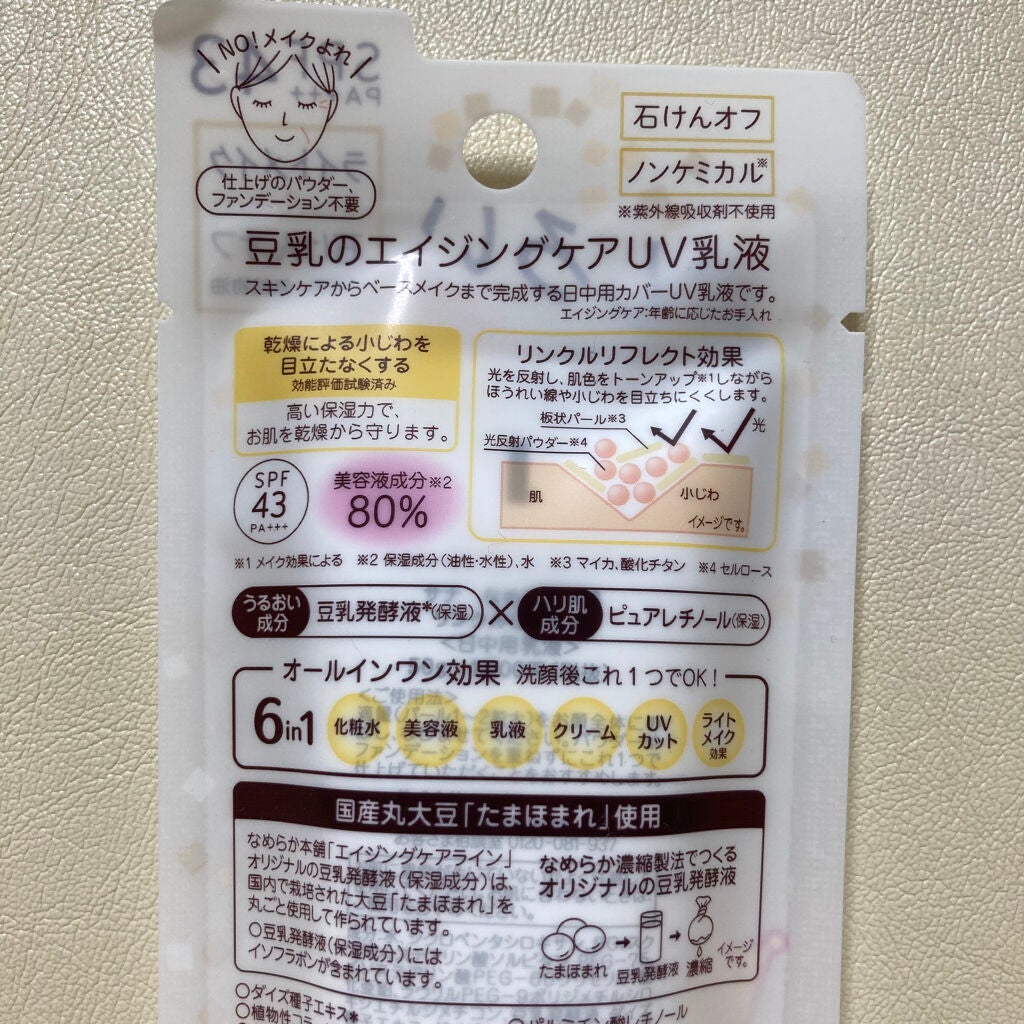 NO!メイクよれ
仕上げのパウダー、
ファンデーション不要
石けんオフ
ノンケミカル※
※紫外線吸収剤不使用
豆乳のエイジングケアUV乳液
スキンケアからベースメイクまで完成する日中用カバーUV乳液です。
エイジングケア:年齢に応じたお手入れ
乾燥による小じわを
目立たなくする
効能評価試験済み
高い保湿力で、
お肌を乾燥から守ります。
SPF
43
PA+++
美容液成分※2
80%
リンクルリフレクト効果
光を反射し、肌色をトーンアップ※1しながら
ほうれい線や小じわを目立ちにくくします。
板状パール※3
光
光反射パウダー※4
肌
小じわ
イメージです。
※1 メイク効果による ※2 保湿成分(油性・水性)、水 ※3 マイカ、酸化チタン ※4 セルロース
うるおい
成分
豆乳発酵液*(保湿)
×
ハリ肌
成分
ピュアレチノール(保湿)
オールインワン効果 洗顔後これ1つでOK!
6in1
化粧水
美容液
乳液
クリーム
UV
カット
ライト
メイク
効果
国産丸大豆「たまほまれ」使用
なめらか本舗「エイジングケアライン」
オリジナルの豆乳発酵液(保湿成分)は、
国内で栽培された大豆「たまほまれ」を
丸ごと使用して作られています。
○豆乳発酵液(保湿成分)には
イソフラボンが含まれています。
なめらか濃縮製法でつくる
オリジナルの豆乳発酵液
たまほまれ
豆乳発酵液
濃縮
イメージ
です。
○ダイズ種子エキス*
○植物性コラ
○パルミチン酸レチノール